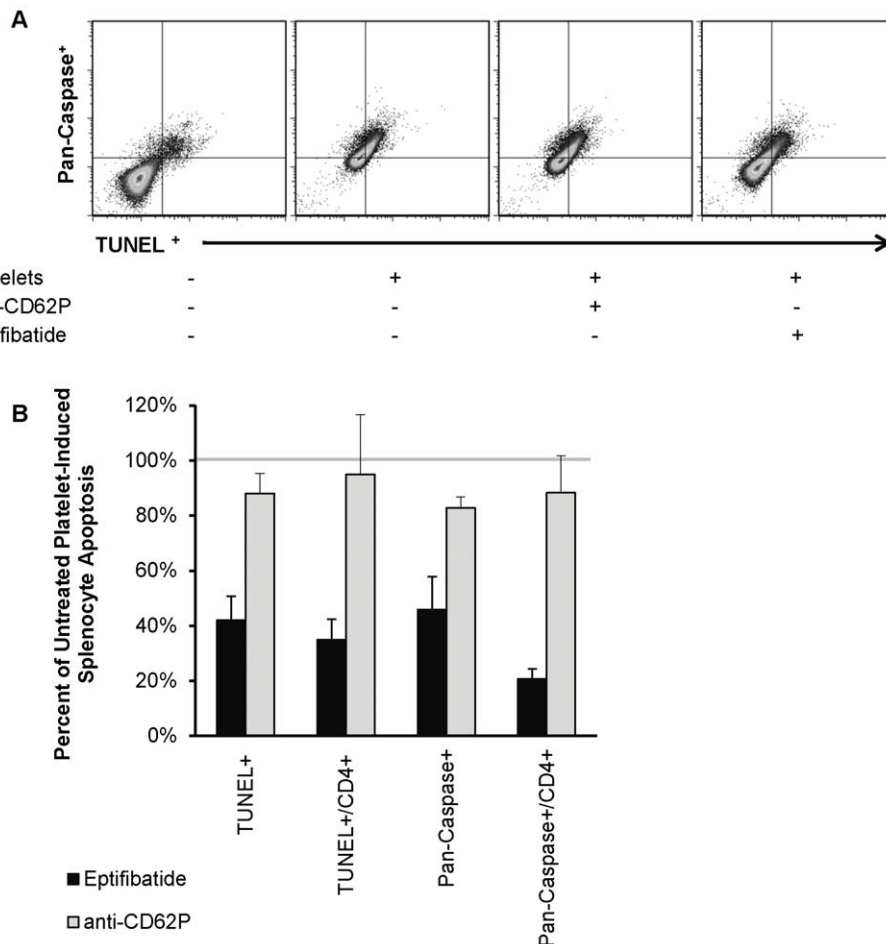 A
Pan-Caspase⁺
TUNEL ⁺
elets - + + +
-CD62P - - + -
fibatide - - - +
B
Percent of Untreated Platelet-Induced
Splenocyte Apoptosis
120%
100%
80%
60%
40%
20%
0%
TUNEL+
TUNEL+/CD4+
Pan-Caspase+
Pan-Caspase+/CD4+
Eptifibatide
anti-CD62P